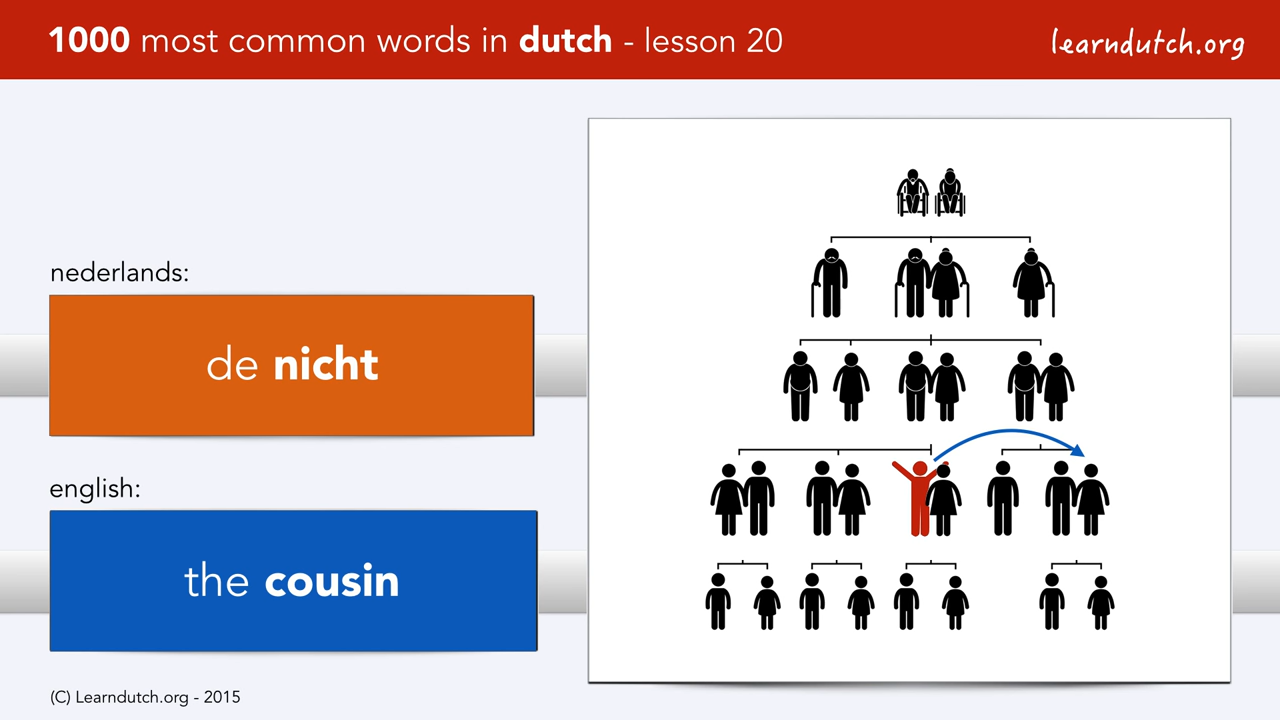 1000 most common words in dutch - lesson 20
learndutch.org
nederlands:
de nicht
english:
the cousin
(C) Learndutch.org - 2015